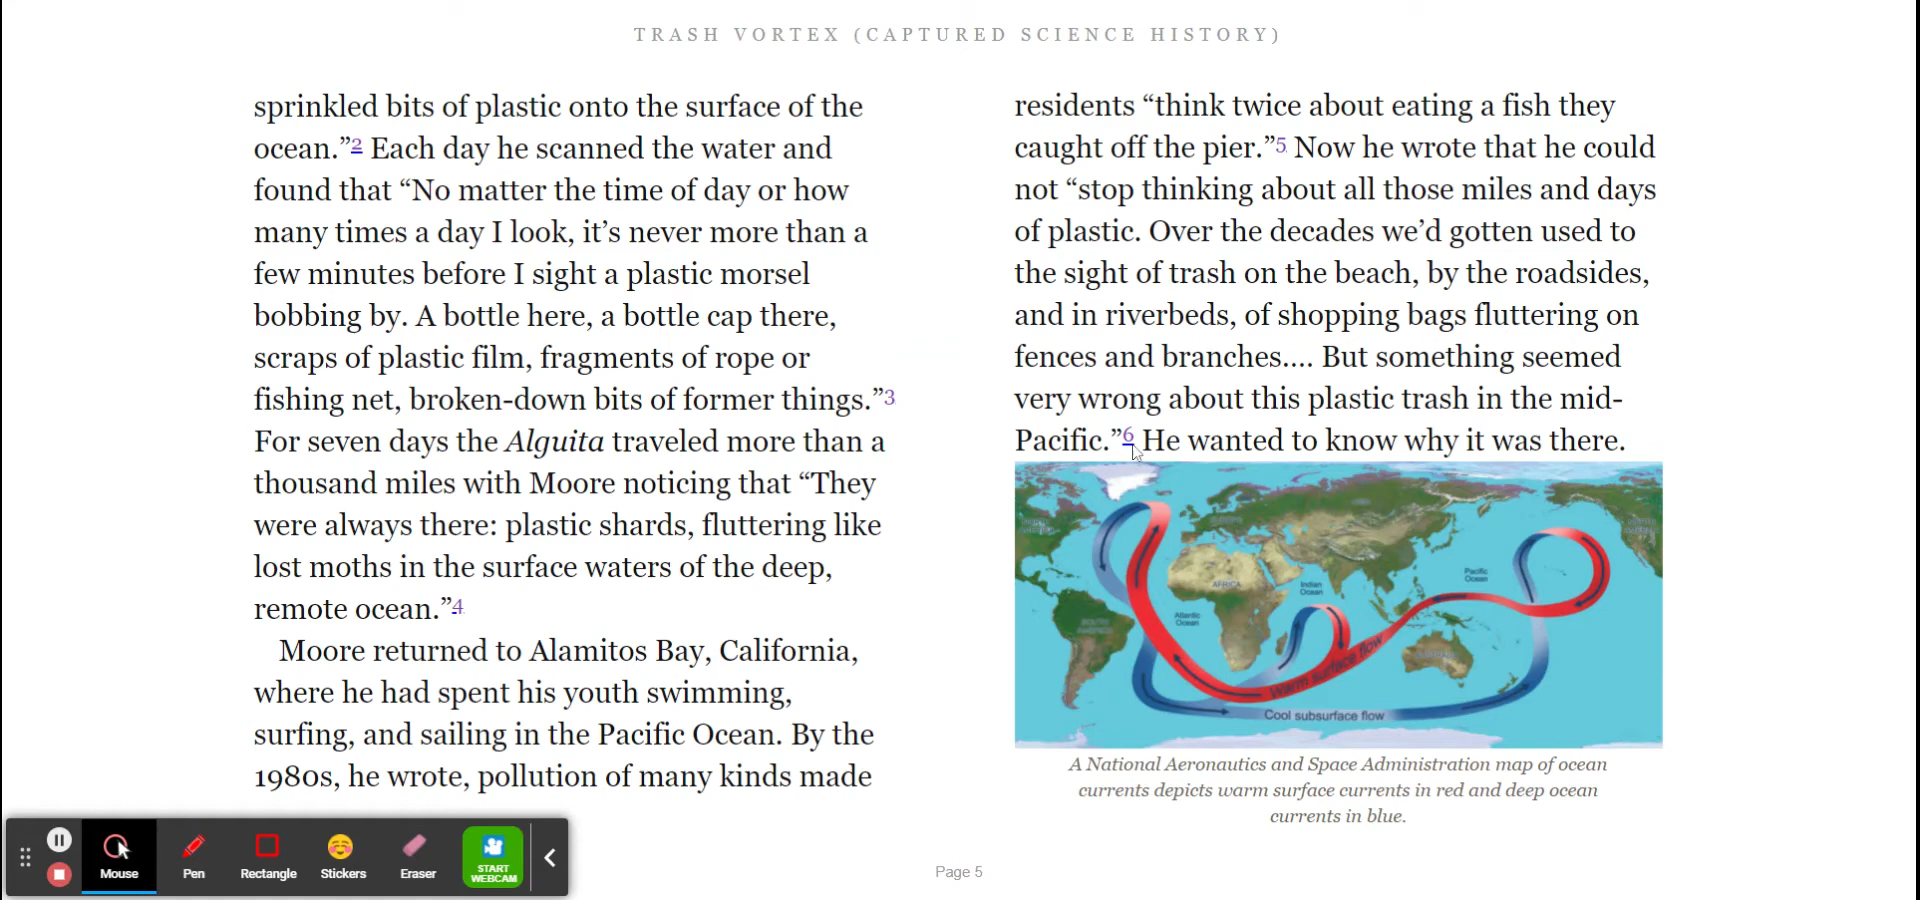 TRASH VORTEX (CAPTURED SCIENCE HISTORY)
sprinkled bits of plastic onto the surface of the
ocean.”2 Each day he scanned the water and
found that “No matter the time of day or how
many times a day I look, it’s never more than a
few minutes before I sight a plastic morsel
bobbing by. A bottle here, a bottle cap there,
scraps of plastic film, fragments of rope or
fishing net, broken-down bits of former things.”3
For seven days the Alguita traveled more than a
thousand miles with Moore noticing that “They
were always there: plastic shards, fluttering like
lost moths in the surface waters of the deep,
remote ocean.”4
Moore returned to Alamitos Bay, California,
where he had spent his youth swimming,
surfing, and sailing in the Pacific Ocean. By the
1980s, he wrote, pollution of many kinds made
residents “think twice about eating a fish they
caught off the pier.”5 Now he wrote that he could
not “stop thinking about all those miles and days
of plastic. Over the decades we’d gotten used to
the sight of trash on the beach, by the roadsides,
and in riverbeds, of shopping bags fluttering on
fences and branches.... But something seemed
very wrong about this plastic trash in the mid-
Pacific.”6 He wanted to know why it was there.
AFRICA
Atlantic
Ocean
Indian
Ocean
Pacific
Ocean
Warm surface flow
Cool subsurface flow
A National Aeronautics and Space Administration map of ocean
currents depicts warm surface currents in red and deep ocean
currents in blue.
Mouse
Pen
Rectangle
Stickers
Eraser
START
WEBCAM
Page 5